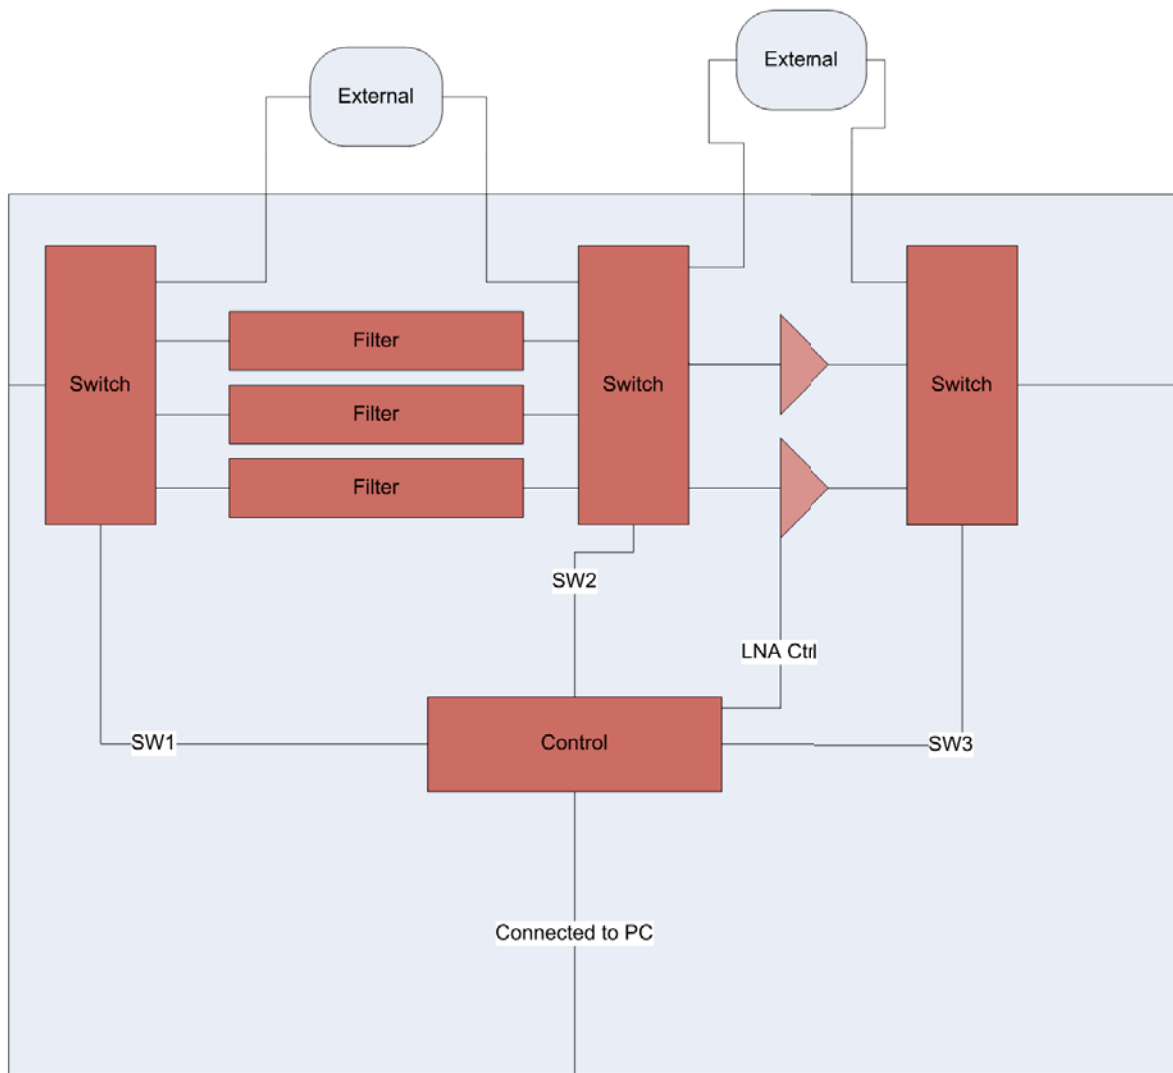 External
External
Filter
Switch
Filter
Switch
Switch
Filter
SW2
LNA Ctrl
SW1
Control
SW3
Connected to PC